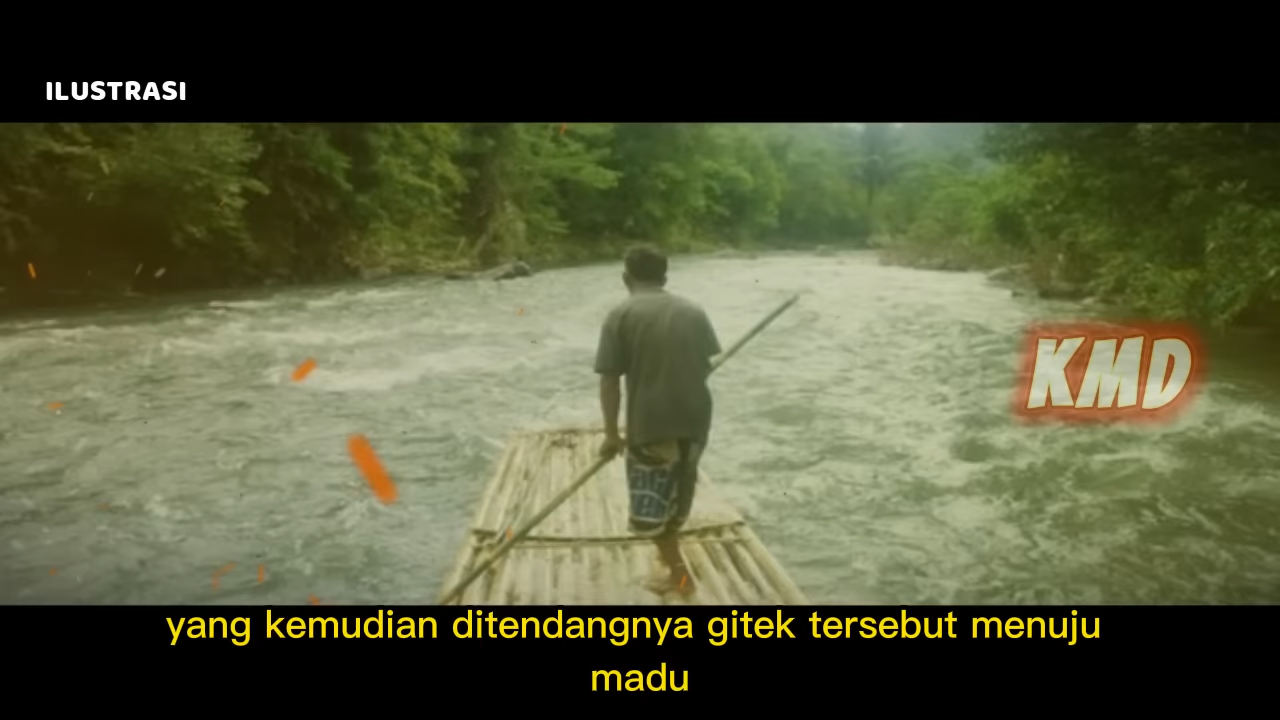 ILUSTRASI
KMD
yang kemudian ditendangnya gitek tersebut menuju
madu